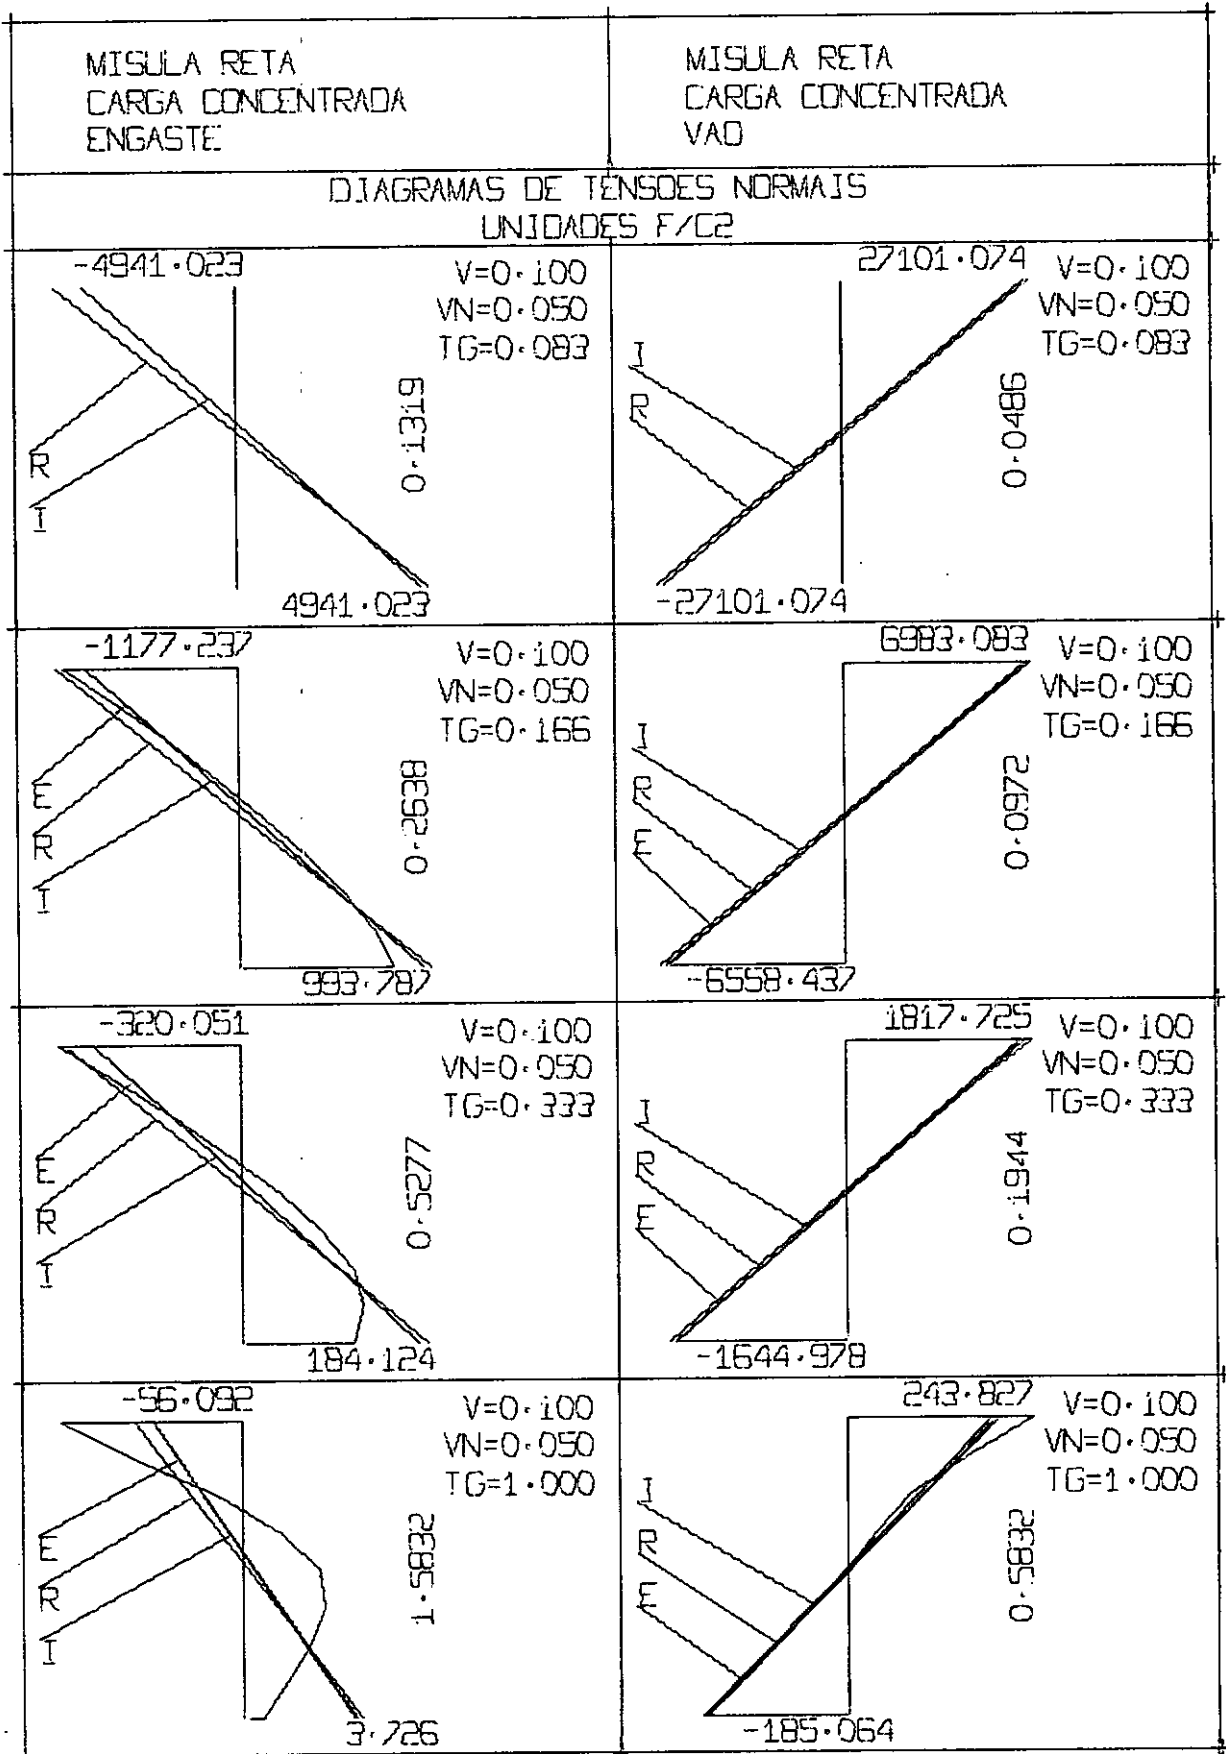 MISULA RETA
CARGA CONCENTRADA
ENGASTE
MISULA RETA
CARGA CONCENTRADA
VAO
DIAGRAMAS DE TENSOES NORMAIS
UNIDADES F/C2
-4941.023
V=0.100
VN=0.050
TG=0.083
0.1319
R
I
4941.023
27101.074
V=0.100
VN=0.050
TG=0.083
I
R
0.0486
-27101.074
-1177.237
V=0.100
VN=0.050
TG=0.166
0.2638
E
R
I
993.787
6983.083
V=0.100
VN=0.050
TG=0.166
I
R
E
0.0972
-6558.437
-320.051
V=0.100
VN=0.050
TG=0.333
0.5277
E
R
I
184.124
1817.725
V=0.100
VN=0.050
TG=0.333
I
R
E
0.1944
-1644.978
-56.092
V=0.100
VN=0.050
TG=1.000
1.5832
E
R
I
3.726
243.827
V=0.100
VN=0.050
TG=1.000
I
R
E
0.5832
-185.064